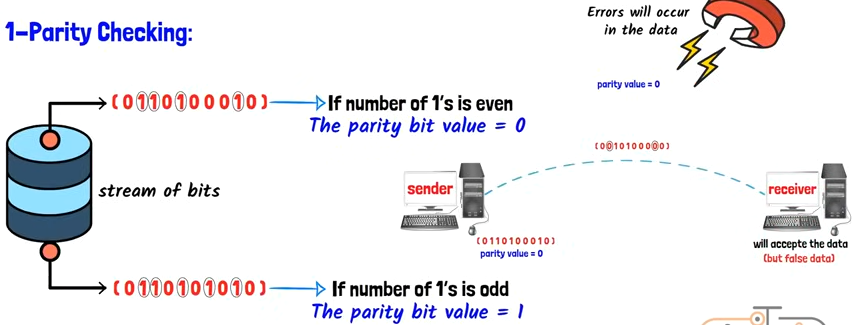 1-Parity Checking:
Errors will occur
in the data
parity value = 0
(0110100010)
If number of 1's is even
The parity bit value = 0
(0010100000)
stream of bits
sender
receiver
(01101000010)
parity value = 0
will accepte the data
(but false data)
(0110101010)
If number of 1's is odd
The parity bit value = 1